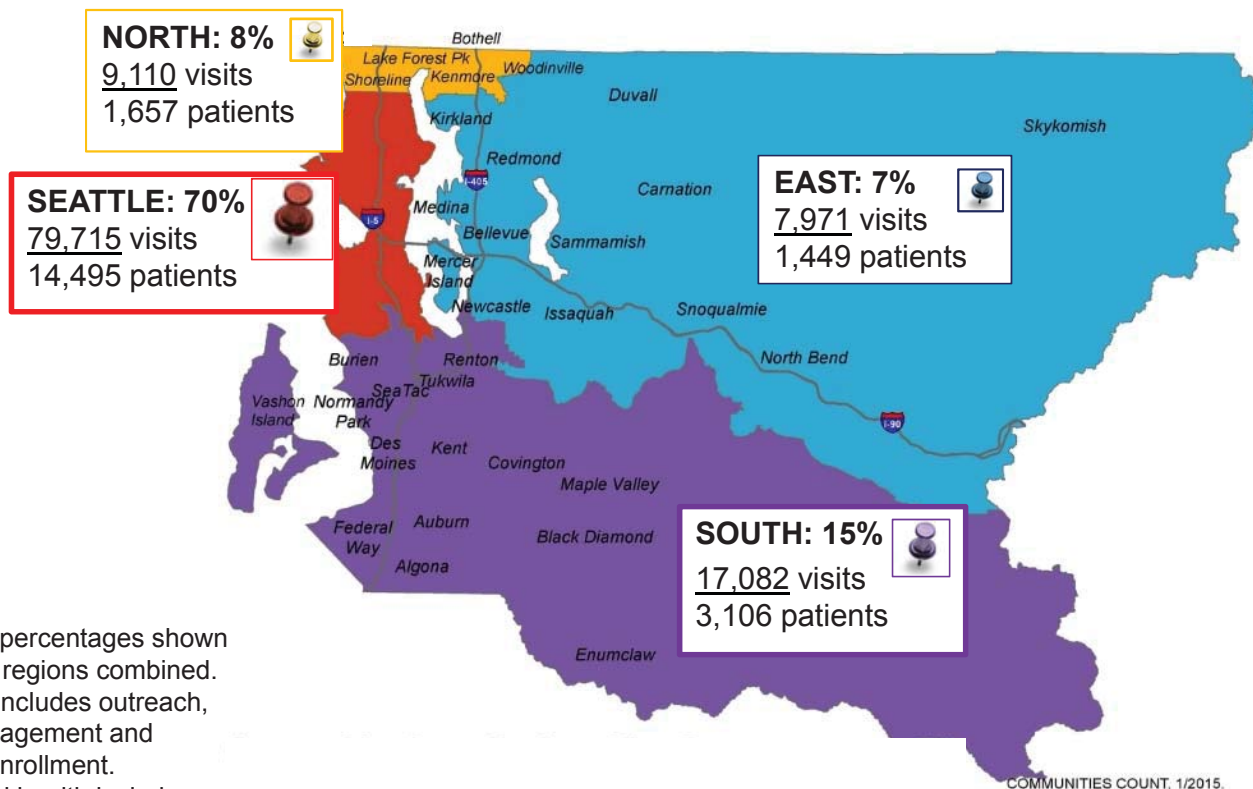 NORTH: 8%
9,110 visits
1,657 patients
SEATTLE: 70%
79,715 visits
14,495 patients
EAST: 7%
7,971 visits
1,449 patients
SOUTH: 15%
17,082 visits
3,106 patients
Bothell
Lake Forest Pk
Woodinville
Shoreline
Kenmore
Duvall
Kirkland
Skykomish
Redmond
I-405
Carnation
Medina
I-5
Bellevue
Sammamish
Mercer
Island
Newcastle
Issaquah
Snoqualmie
North Bend
I-90
Burien
Renton
Tukwila
SeaTac
Vashon
Island
Normandy
Park
Des
Moines
Kent
Covington
Maple Valley
Federal
Way
Auburn
Black Diamond
Algona
Enumclaw
percentages shown
regions combined.
ncludes outreach,
agement and
nrollment.
COMMUNITIES COUNT, 1/2015.